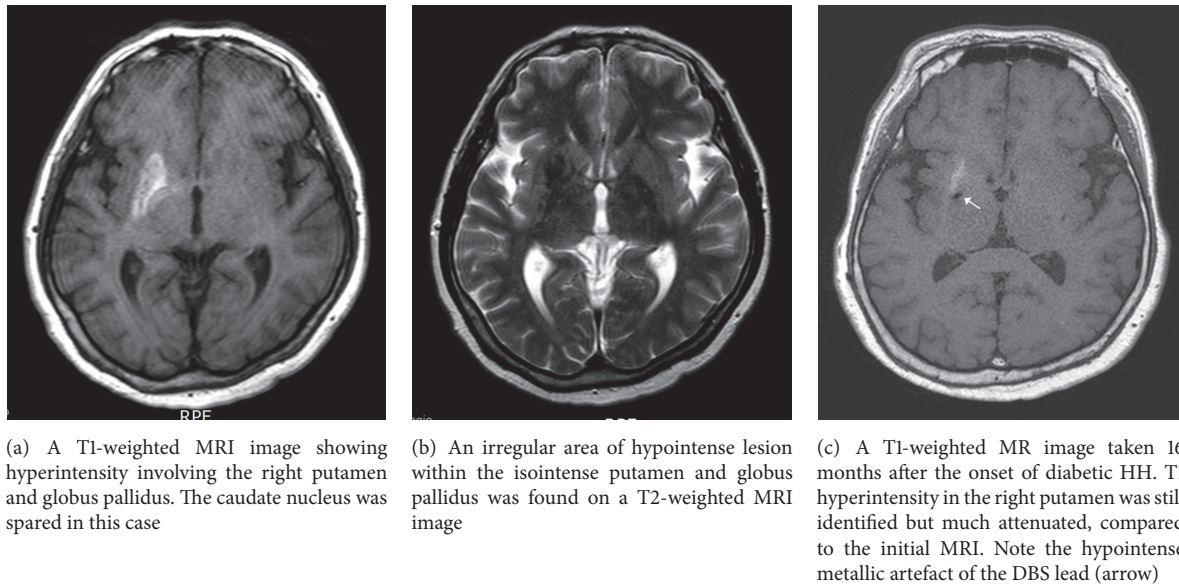 RPF
(a) A T1-weighted MRI image showing
hyperintensity involving the right putamen
and globus pallidus. The caudate nucleus was
spared in this case
(b) An irregular area of hypointense lesion
within the isointense putamen and globus
pallidus was found on a T2-weighted MRI
image
(c) A T1-weighted MR image taken 16
months after the onset of diabetic HH.
hyperintensity in the right putamen was
identified but much attenuated, compared
to the initial MRI. Note the hypointense
metallic artefact of the DBS lead (arrow)